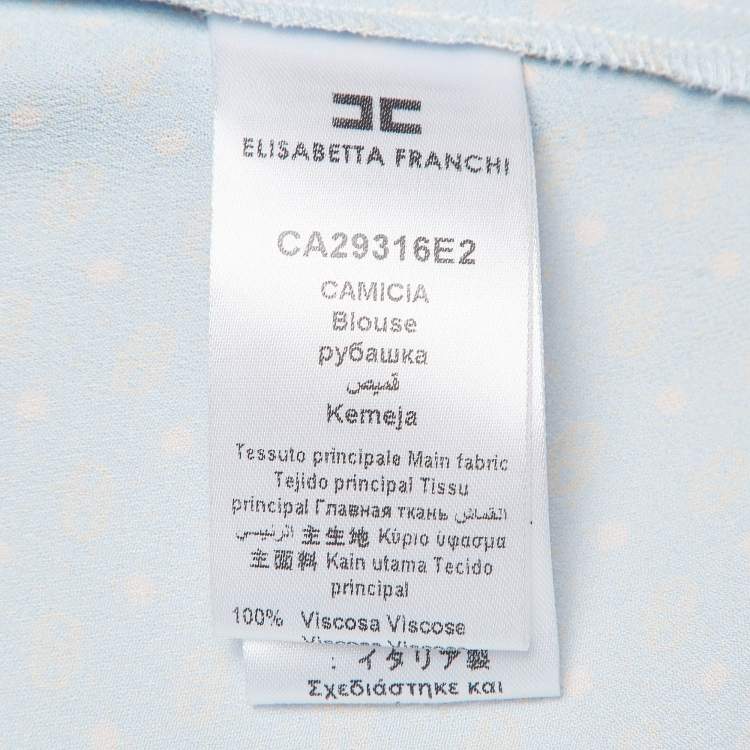 ELISABETTA FRANCHI
CA29316E2
CAMICIA
Blouse
рубашка
قميص
Kemeja
Tessuto principale Main fabric
Tejido principal Tissu
principal Главная ткань القماش
الرئيسي 主生地 Κύριο ύφασμα
主面料 Kain utama Tecido
principal
100% Viscosa Viscose
: イタリア製
Σχεδιάστηκε και